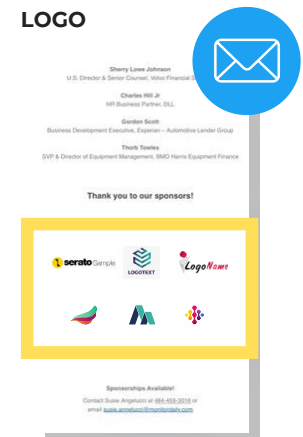 LOGO
Sherry Lowe Johnson
U.S. Director & Senior Counsel, Volvo Financial S
Charles Hill Jr
HR Business Partner, DLL
Gordon Scott
Business Development Executive, Experian – Automotive Lender Group
Thorb Towles
SVP & Director of Equipment Management, BMO Harris Equipment Finance
Thank you to our sponsors!
serato Sample
LOGOTEXT
LogoName
Sponsorships Available!
Contact Susie Angelucci at 484-459-3016 or
email susie.angelucci@monitordaily.com